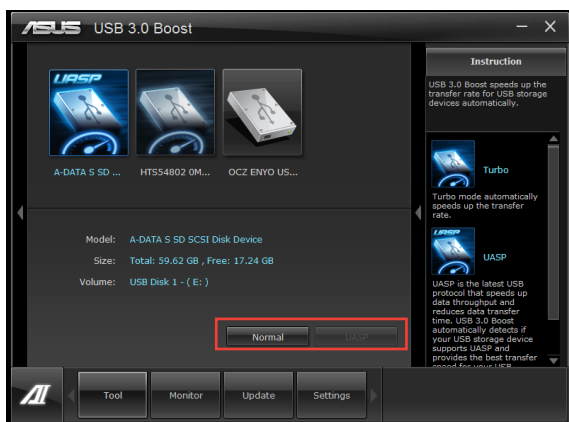 ASUS USB 3.0 Boost
UASP
A-DATA S SD ...
HTS54802 0M...
OCZ ENYO US...
Model: A-DATA S SD SCSI Disk Device
Size: Total: 59.62 GB , Free: 17.24 GB
Volume: USB Disk 1 - ( E: )
Normal
UASP
Instruction
USB 3.0 Boost speeds up the
transfer rate for USB storage
devices automatically.
Turbo
Turbo mode automatically
speeds up the transfer
rate.
UASP
UASP
UASP is the latest USB
protocol that speeds up
data throughput and
reduces data transfer
time. USB 3.0 Boost
automatically detects if
your USB storage device
supports UASP and
provides the best transfer
speed for your USB
Tool
Monitor
Update
Settings